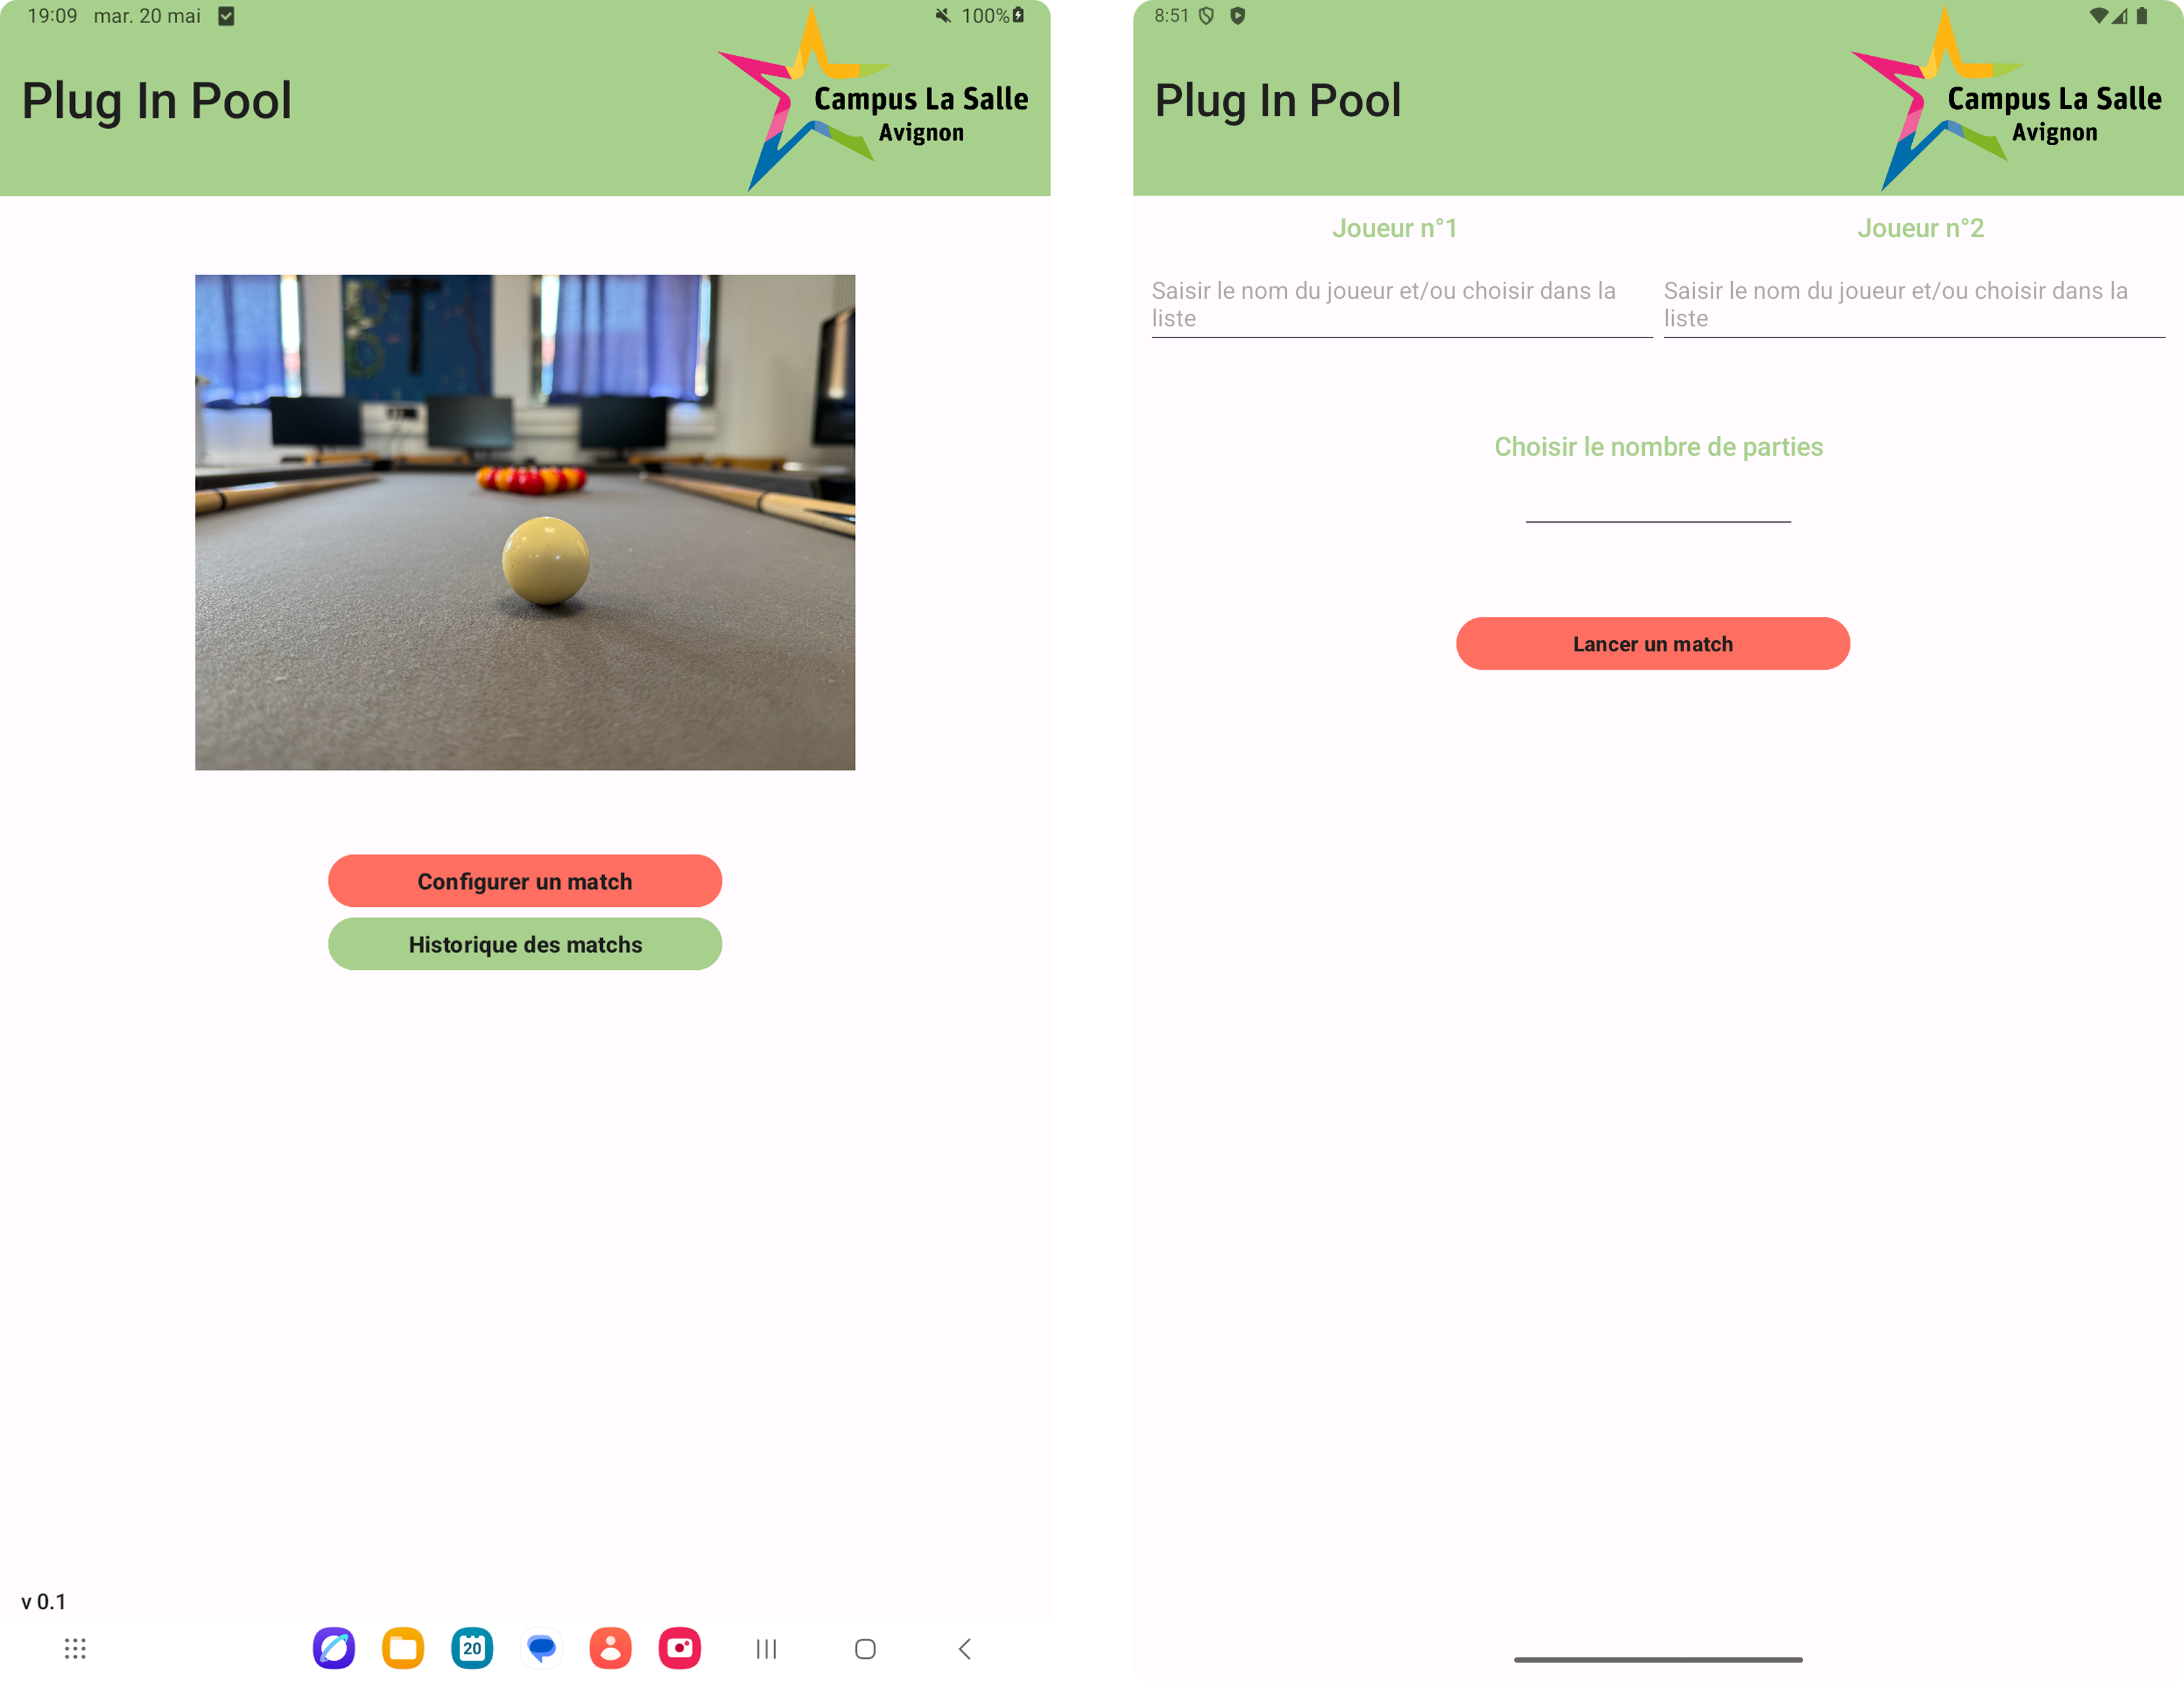 19:09 mar. 20 mai
100%
Plug In Pool
Campus La Salle
Avignon
Configurer un match
Historique des matchs
v 0.1
20
8:51
Plug In Pool
Campus La Salle
Avignon
Joueur n°1
Joueur n°2
Saisir le nom du joueur et/ou choisir dans la
liste
Saisir le nom du joueur et/ou choisir dans la
liste
Choisir le nombre de parties
Lancer un match